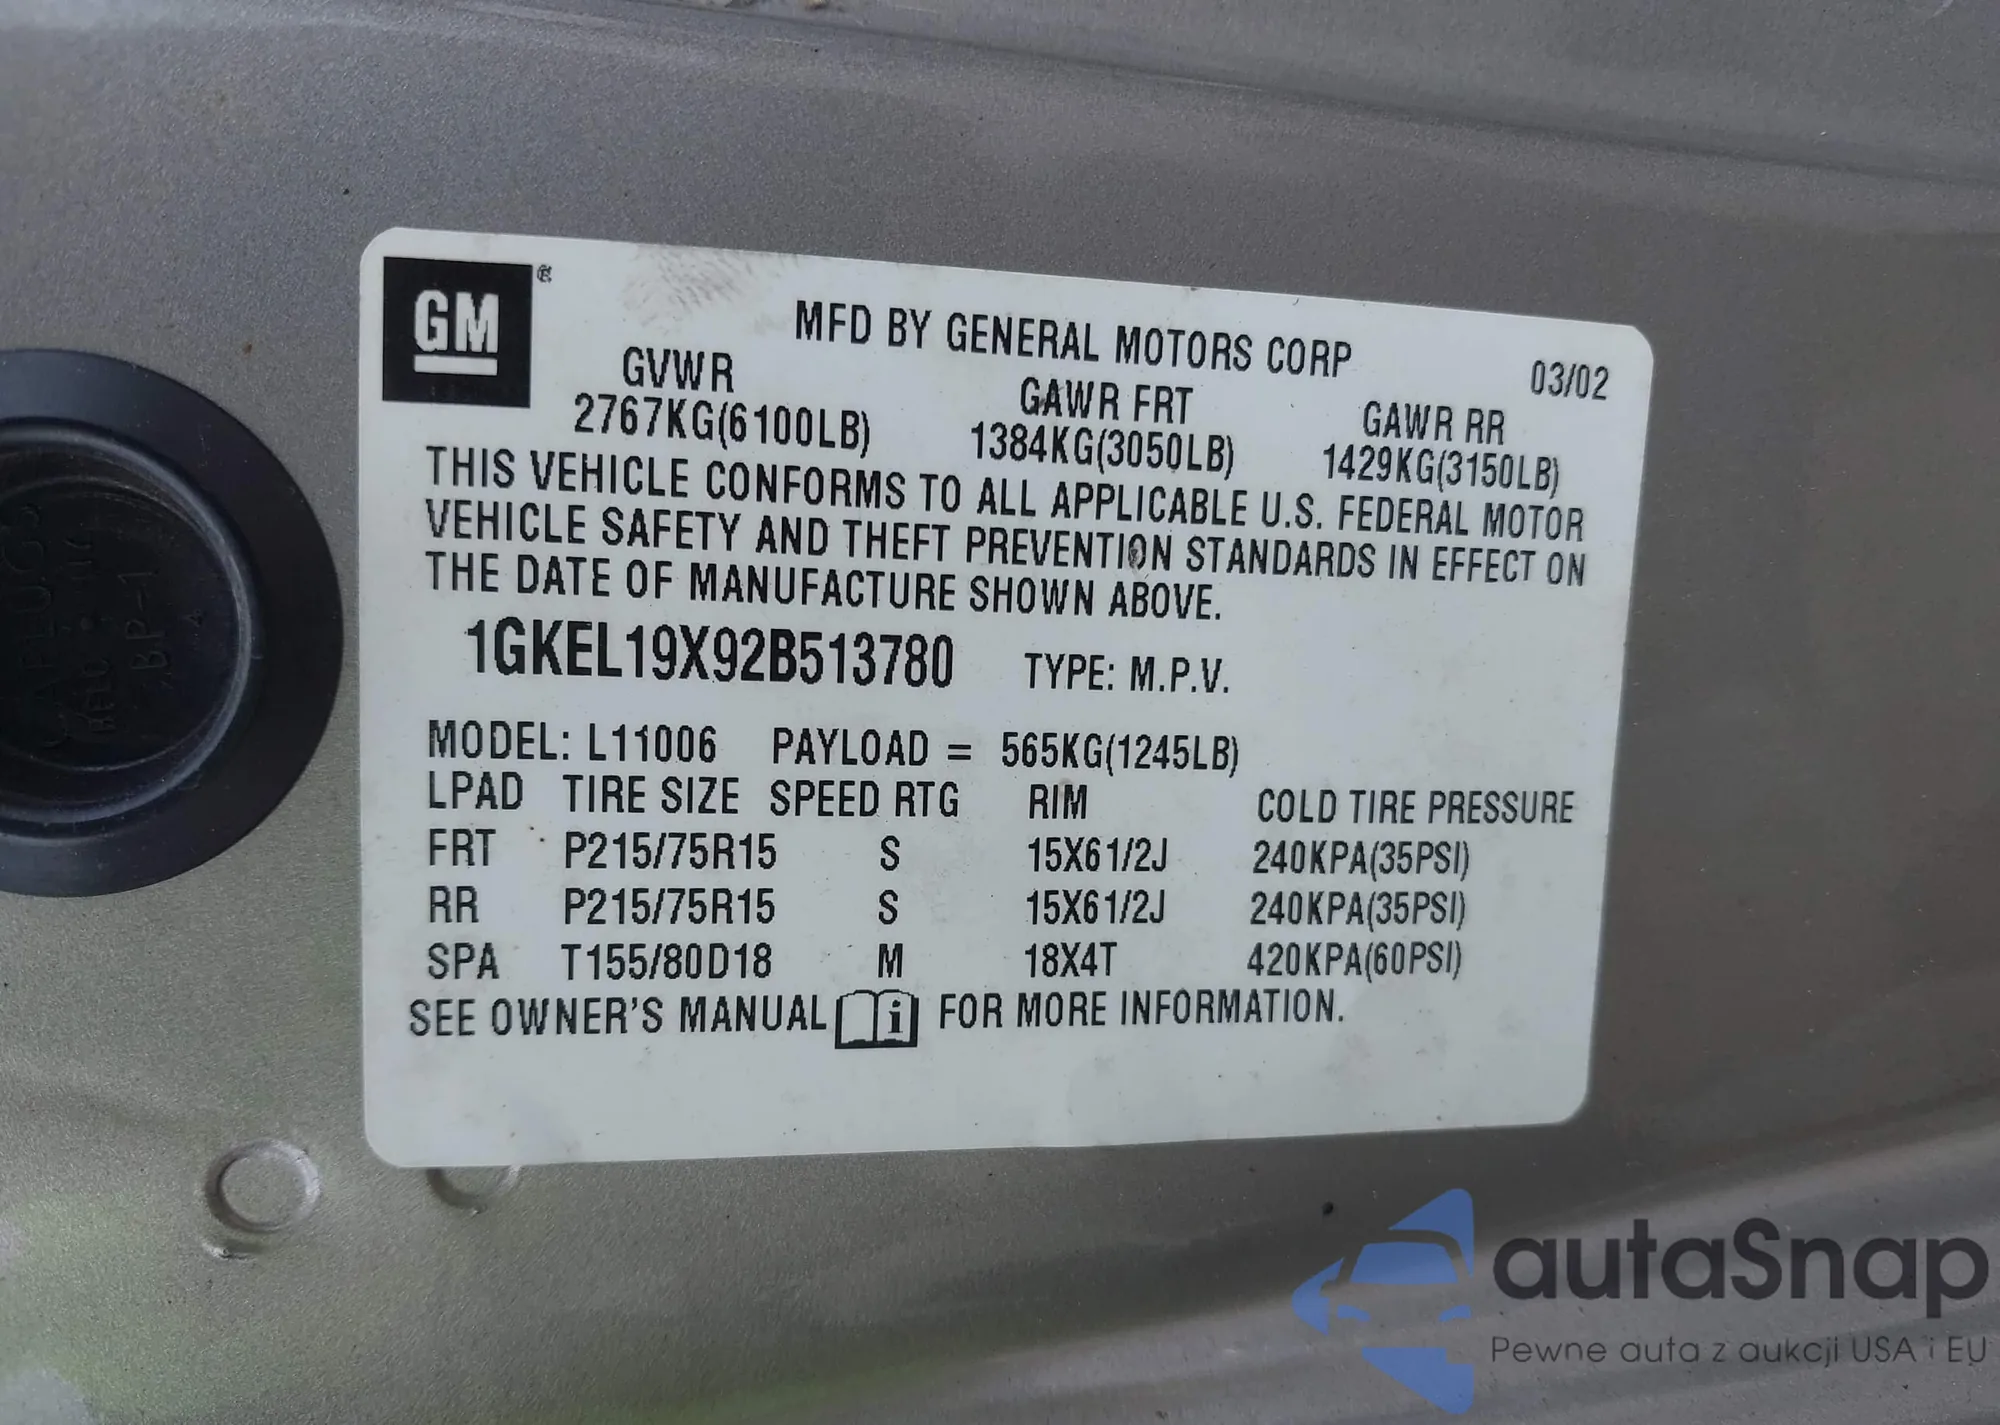 GM
MFD BY GENERAL MOTORS CORP 03/02
GVWR GAWR FRT GAWR RR
2767KG(6100LB) 1384KG(3050LB) 1429KG(3150LB)
THIS VEHICLE CONFORMS TO ALL APPLICABLE U.S. FEDERAL MOTOR
VEHICLE SAFETY AND THEFT PREVENTION STANDARDS IN EFFECT ON
THE DATE OF MANUFACTURE SHOWN ABOVE.
1GKEL19X92B513780 TYPE: M.P.V.
MODEL: L11006 PAYLOAD = 565KG(1245LB)
LPAD TIRE SIZE SPEED RTG RIM COLD TIRE PRESSURE
FRT P215/75R15 S 15X61/2J 240KPA(35PSI)
RR P215/75R15 S 15X61/2J 240KPA(35PSI)
SPA T155/80D18 M 18X4T 420KPA(60PSI)
SEE OWNER'S MANUAL i FOR MORE INFORMATION.
BP-1
4
autaSnap
Pewne auta z aukcji USA i EU